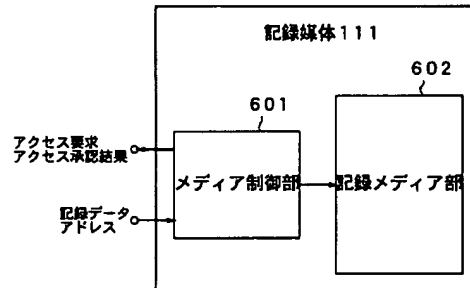 記録媒体111
601
602
アクセス要求
アクセス承認結果
メディア制御部
記録メディア部
記録データ
アドレス